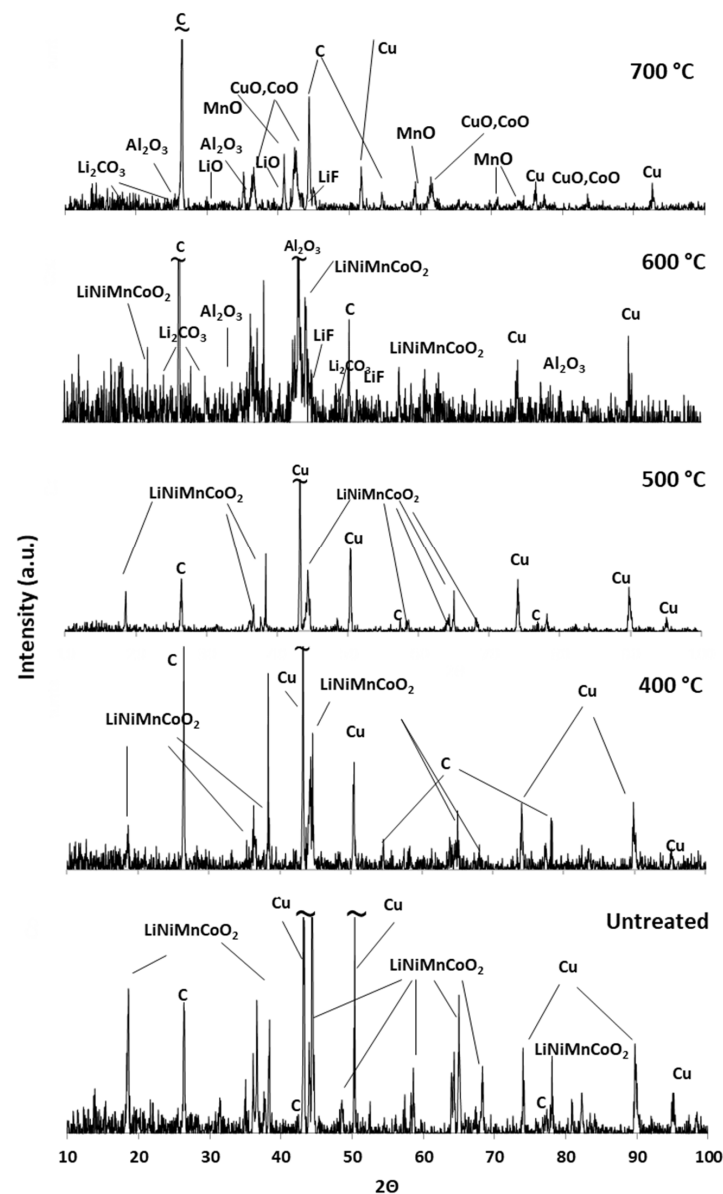 C
~
C
Cu
700 °C
CuO,CoO
MnO
CuO,CoO
Al₂O₃
Al₂O₃
MnO
Li₂CO₃
LiO
LiO
LiF
MnO
Cu
CuO,CoO
Cu
C
~
Al₂O₃
~
LiNiMnCoO₂
600 °C
LiNiMnCoO₂
Al₂O₃
C
Cu
Li₂CO₃
LiF
LiNiMnCoO₂
Cu
Li₂CO₃
LiF
Al₂O₃
500 °C
LiNiMnCoO₂
Cu
~
LiNiMnCoO₂
C
Cu
Cu
Cu
C
C
Cu
Intensity (a.u.)
400 °C
C
~
Cu
LiNiMnCoO₂
Cu
LiNiMnCoO₂
Cu
C
Cu
Untreated
Cu
~
~
Cu
LiNiMnCoO₂
LiNiMnCoO₂
Cu
C
LiNiMnCoO₂
C
C
Cu
10 20 30 40 50 60 70 80 90 100
2Θ